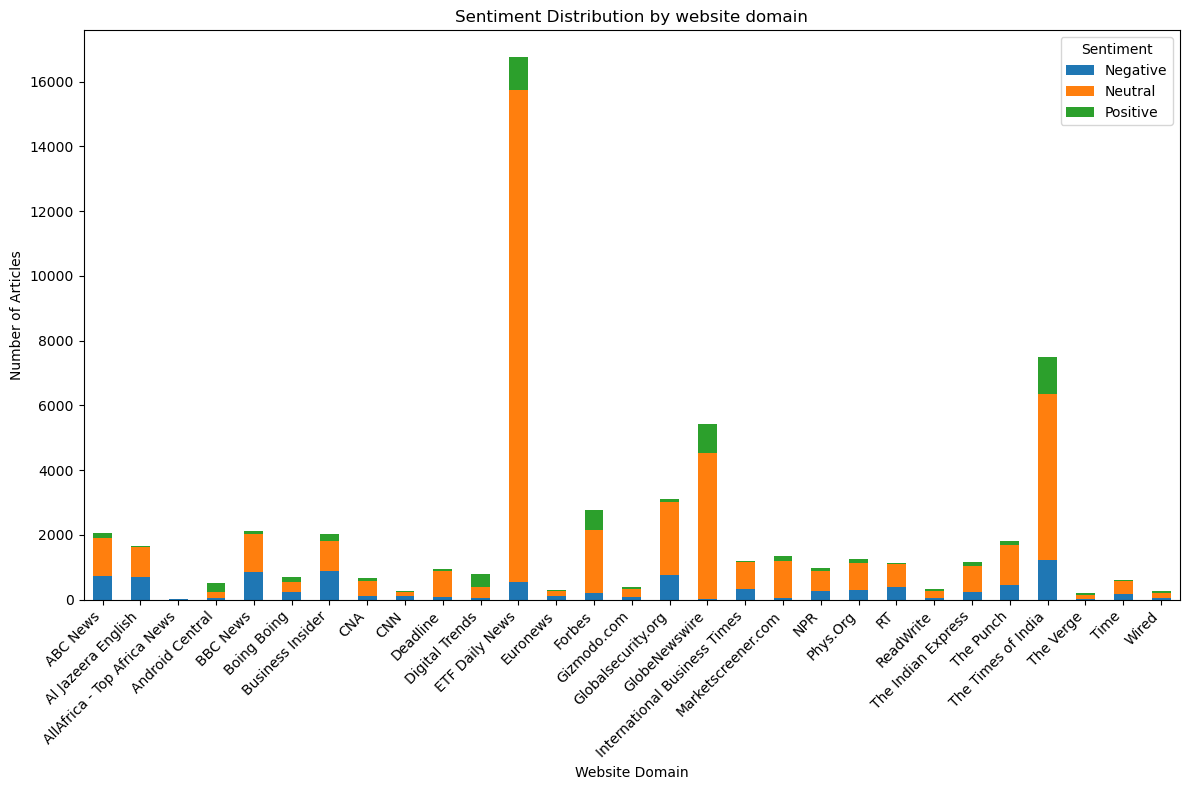 Sentiment Distribution by website domain
Sentiment
Negative
Neutral
Positive
Number of Articles
16000
14000
12000
10000
8000
6000
4000
2000
0
ABC News
Al Jazeera English
AllAfrica - Top Africa News
Android Central
BBC News
Boing Boing
Business Insider
CNA
CNN
Deadline
Digital Trends
ETF Daily News
Euronews
Forbes
Gizmodo.com
Globalsecurity.org
GlobeNewswire
International Business Times
Marketscreener.com
NPR
Phys.Org
RT
ReadWrite
The Indian Express
The Punch
The Times of India
The Verge
Time
Wired
Website Domain